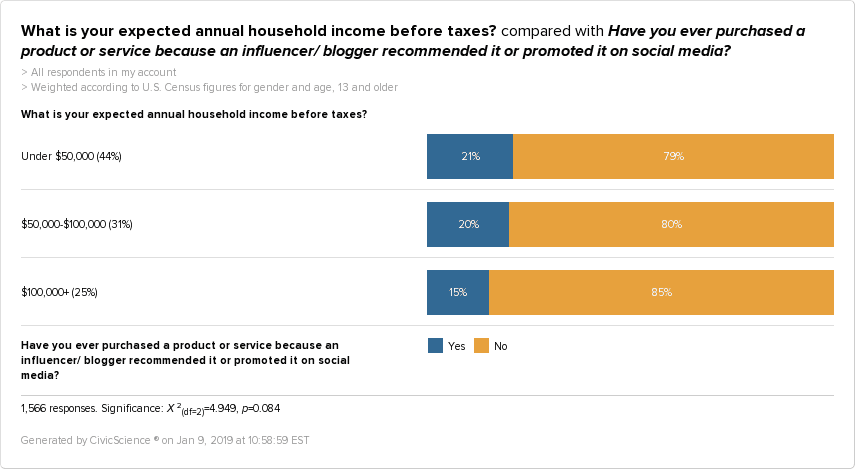 What is your expected annual household income before taxes? compared with Have you ever purchased a
product or service because an influencer/ blogger recommended it or promoted it on social media?
> All respondents in my account
> Weighted according to U.S. Census figures for gender and age, 13 and older
What is your expected annual household income before taxes?
Under $50,000 (44%) 21% 79%
$50,000-$100,000 (31%) 20% 80%
$100,000+ (25%) 15% 85%
Have you ever purchased a product or service because an
influencer/ blogger recommended it or promoted it on social
media?
Yes No
1,566 responses. Significance: X 2(df=2)=4.949, p=0.084
Generated by CivicScience ® on Jan 9, 2019 at 10:58:59 EST